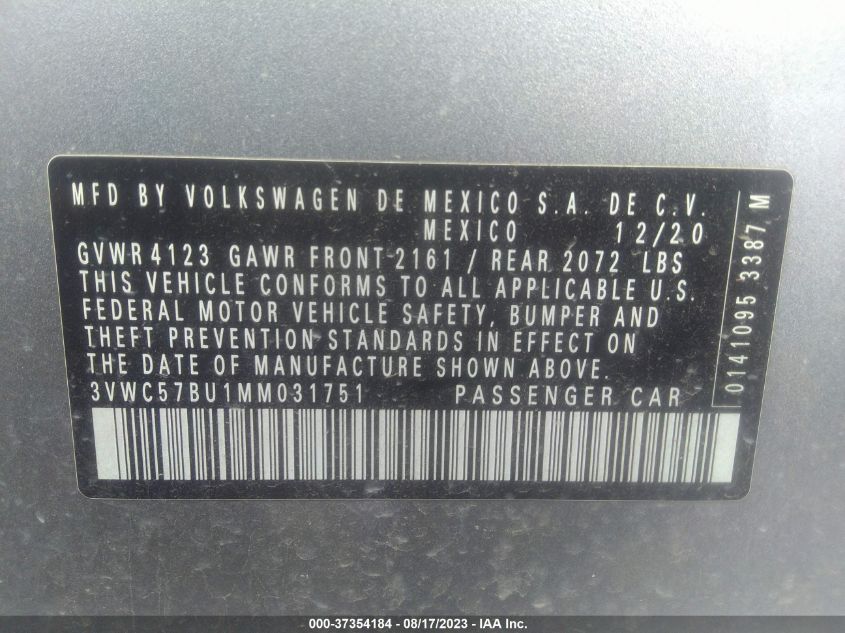 MFD BY VOLKSWAGEN DE MEXICO S.A. DE C.V.
MEXICO 12/20
GVWR 4123 GAWR FRONT 2161 / REAR 2072 LBS
THIS VEHICLE CONFORMS TO ALL APPLICABLE U.S.
FEDERAL MOTOR VEHICLE SAFETY, BUMPER AND
THEFT PREVENTION STANDARDS IN EFFECT ON
THE DATE OF MANUFACTURE SHOWN ABOVE.
3VWC57BU1MM031751 PASSENGER CAR
0141095 3387 M
000-37354184 - 08/17/2023 - IAA Inc.